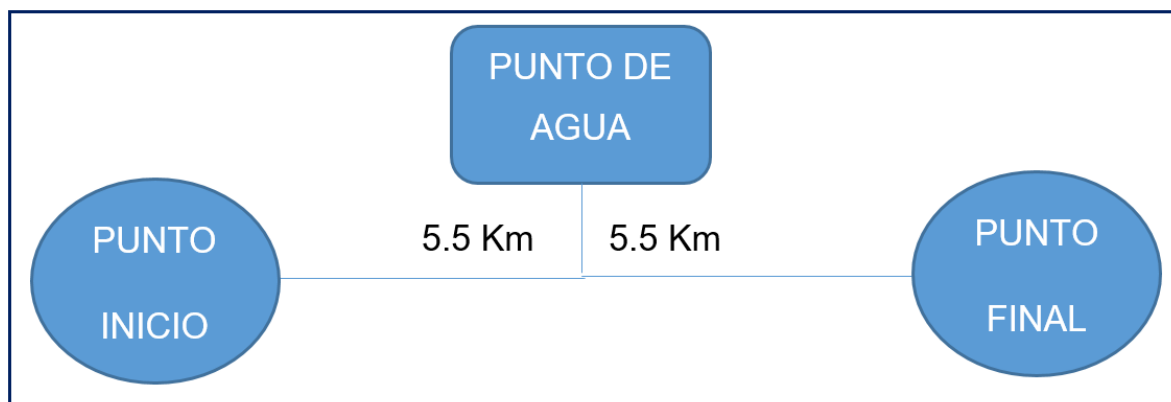 PUNTO DE
AGUA
5.5 Km
5.5 Km
PUNTO
INICIO
PUNTO
FINAL